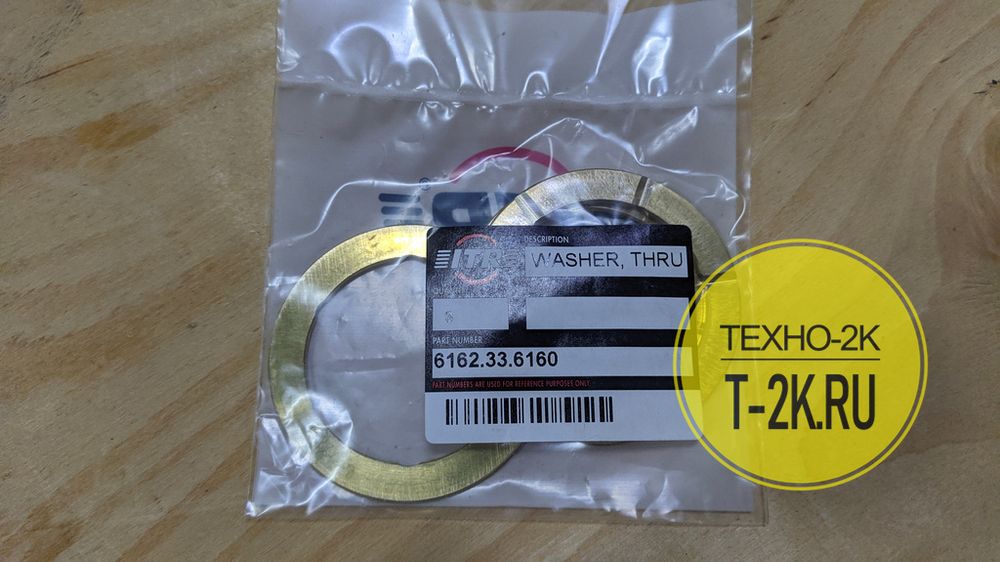 ITR
DESCRIPTION
WASHER, THRU
PART NUMBER
6162.33.6160
PART NUMBERS ARE USED FOR REFERENCE PURPOSES ONLY
ТЕХНО-2К
T-2K.RU